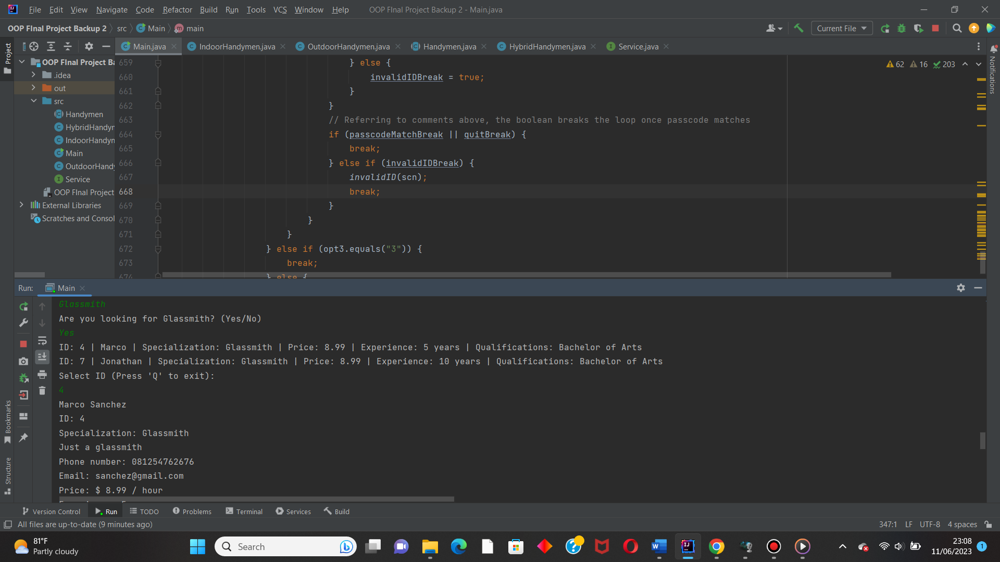 File Edit View Navigate Code Refactor Build Run Tools VCS Window Help OOP FInal Project Backup 2 - Main.java
OOP FInal Project Backup 2 src Main main Current File
Project
Main.java IndoorHandymen.java OutdoorHandymen.java Handymen.java HybridHandymen.java Service.java
OOP FInal Project Ba
.idea
out
src
Handymen
HybridHandyn
IndoorHandyn
Main
OutdoorHandy
Service
OOP FInal Project
External Libraries
Scratches and Consol
62 16 203
Notifications
659 } else {
660 invalidIDBreak = true;
661 }
662 }
663 // Referring to comments above, the boolean breaks the loop once passcode matches
664 if (passcodeMatchBreak || quitBreak) {
665 break;
666 } else if (invalidIDBreak) {
667 invalidID(scn);
668 break;
669 }
670 }
671 }
672 } else if (opt3.equals("3")) {
673 break;
674 } else {
Run: Main
Glassmith
Are you looking for Glassmith? (Yes/No)
Yes
ID: 4 | Marco | Specialization: Glassmith | Price: 8.99 | Experience: 5 years | Qualifications: Bachelor of Arts
ID: 7 | Jonathan | Specialization: Glassmith | Price: 8.99 | Experience: 10 years | Qualifications: Bachelor of Arts
Select ID (Press 'Q' to exit):
4
Marco Sanchez
ID: 4
Specialization: Glassmith
Just a glassmith
Phone number: 081254762676
Email: sanchez@gmail.com
Price: $ 8.99 / hour
Bookmarks
Structure
Version Control Run TODO Problems Terminal Services Build
All files are up-to-date (9 minutes ago) 347:1 LF UTF-8 4 spaces
81°F
Partly cloudy
Search
23:08
11/06/2023
1